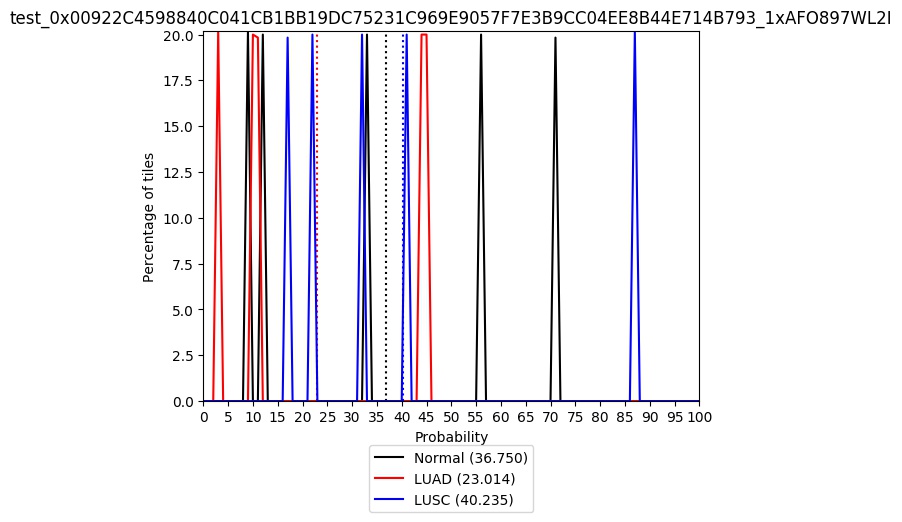 test_0x00922C4598840C041CB1BB19DC75231C969E9057F7E3B9CC04EE8B44E714B793_1xAFO897WL2I
20.0
17.5
15.0
12.5
10.0
7.5
5.0
2.5
0.0
Percentage of tiles
0 5 10 15 20 25 30 35 40 45 50 55 60 65 70 75 80 85 90 95 100
Probability
Normal (36.750)
LUAD (23.014)
LUSC (40.235)